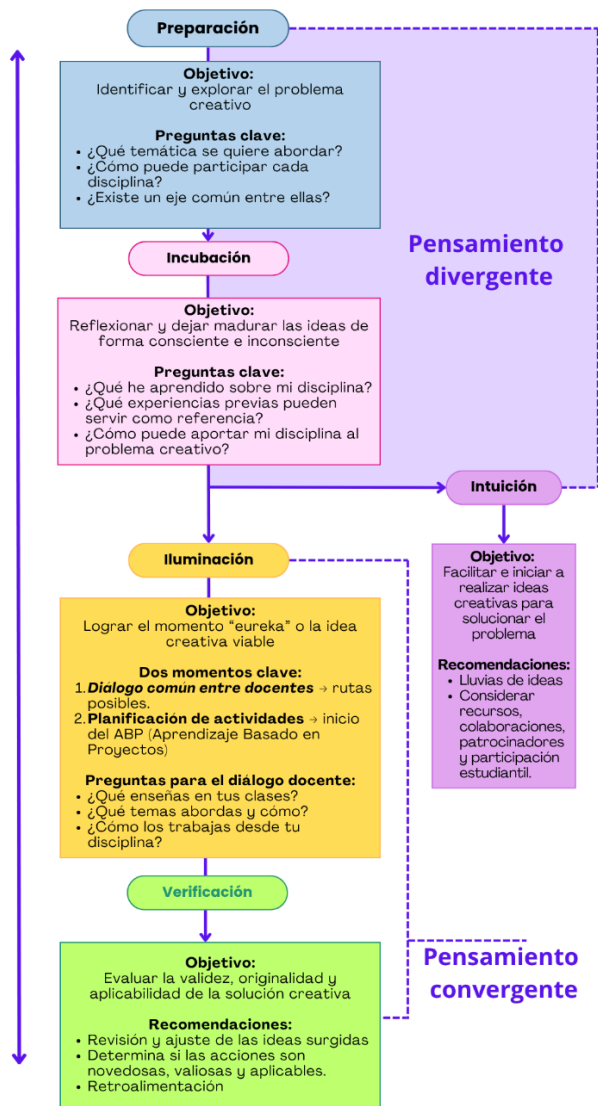 Preparación
Objetivo:
Identificar y explorar el problema
creativo
Preguntas clave:
• ¿Qué temática se quiere abordar?
• ¿Cómo puede participar cada
disciplina?
• ¿Existe un eje común entre ellas?
Pensamiento
divergente
Incubación
Objetivo:
Reflexionar y dejar madurar las ideas de
forma consciente e inconsciente
Preguntas clave:
• ¿Qué he aprendido sobre mi disciplina?
• ¿Qué experiencias previas pueden
servir como referencia?
• ¿Cómo puede aportar mi disciplina al
problema creativo?
Intuición
Objetivo:
Facilitar e iniciar a
realizar ideas
creativas para
solucionar el
problema
Recomendaciones:
• Lluvias de ideas
• Considerar
recursos,
colaboraciones,
patrocinadores
y participación
estudiantil.
Iluminación
Objetivo:
Lograr el momento “eureka” o la idea
creativa viable
Dos momentos clave:
1. Diálogo común entre docentes → rutas
posibles.
2. Planificación de actividades → inicio
del ABP (Aprendizaje Basado en
Proyectos)
Preguntas para el diálogo docente:
• ¿Qué enseñas en tus clases?
• ¿Qué temas abordas y cómo?
• ¿Cómo los trabajas desde tu
disciplina?
Verificación
Objetivo:
Evaluar la validez, originalidad y
aplicabilidad de la solución creativa
Recomendaciones:
• Revisión y ajuste de las ideas surgidas
• Determina si las acciones son
novedosas, valiosas y aplicables.
• Retroalimentación
Pensamiento
convergente